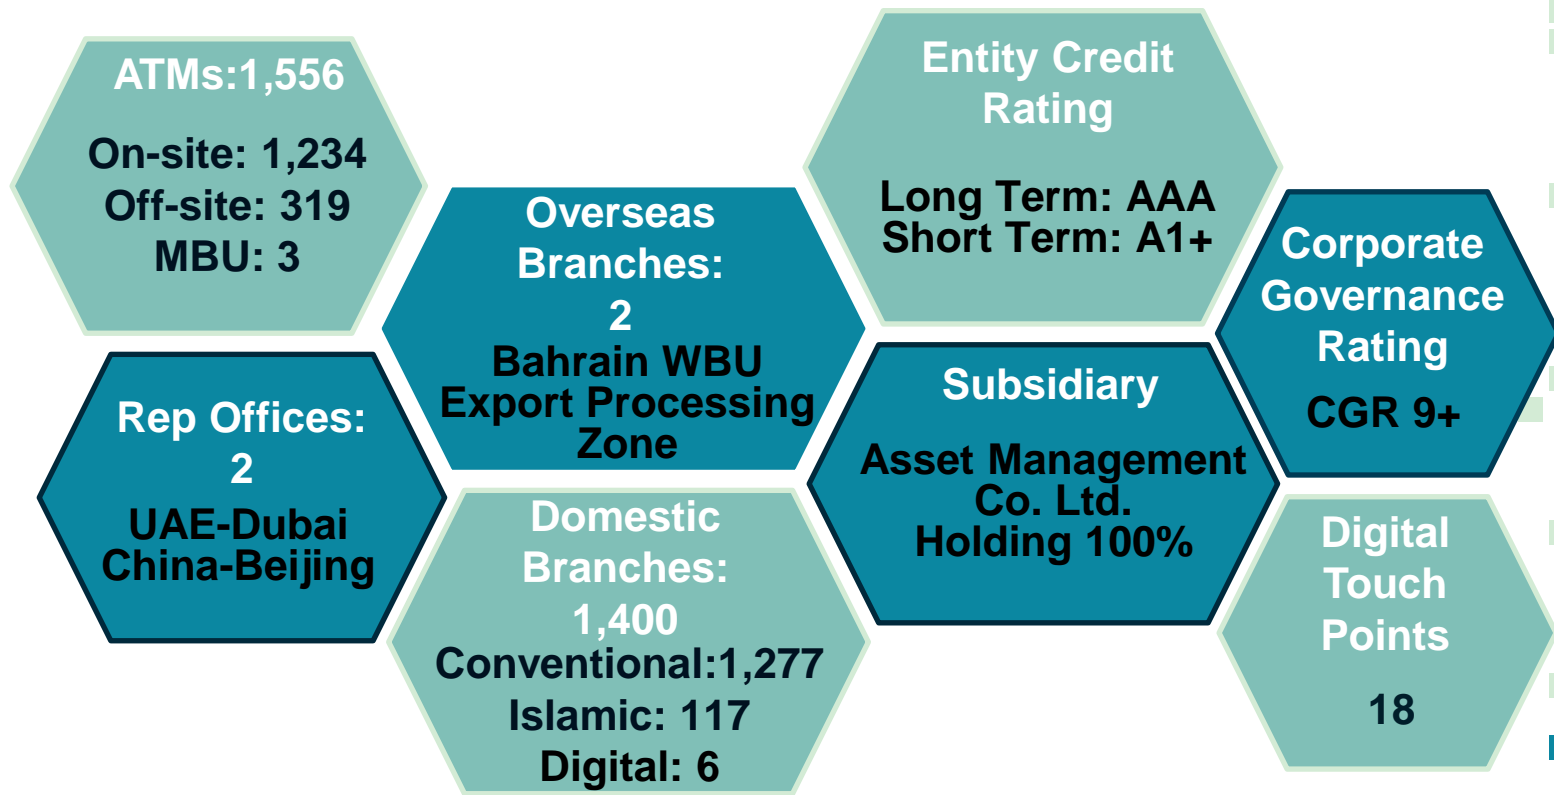 ATMs:1,556
On-site: 1,234
Off-site: 319
MBU: 3
Rep Offices:
2
UAE-Dubai
China-Beijing
Overseas
Branches:
2
Bahrain WBU
Export Processing
Zone
Domestic
Branches:
1,400
Conventional:1,277
Islamic: 117
Digital: 6
Entity Credit
Rating
Long Term: AAA
Short Term: A1+
Subsidiary
Asset Management
Co. Ltd.
Holding 100%
Corporate
Governance
Rating
CGR 9+
Digital
Touch
Points
18